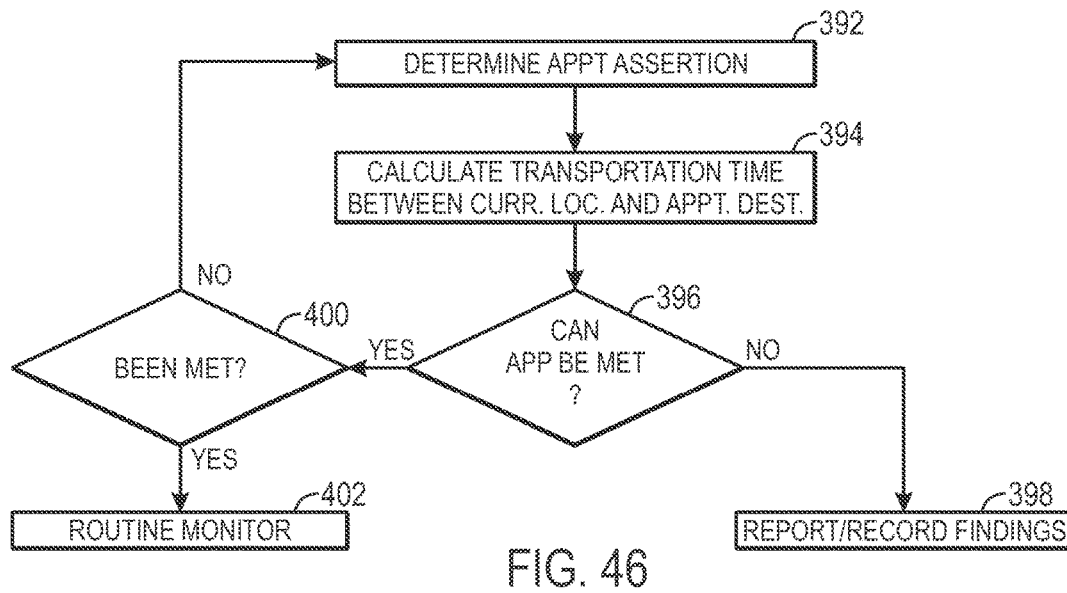 392
DETERMINE APPT ASSERTION
394
CALCULATE TRANSPORTATION TIME
BETWEEN CURR. LOC. AND APPT. DEST.
396
CAN
APP BE MET
?
NO
YES
400
BEEN MET?
NO
YES
402
ROUTINE MONITOR
398
REPORT/RECORD FINDINGS
FIG. 46